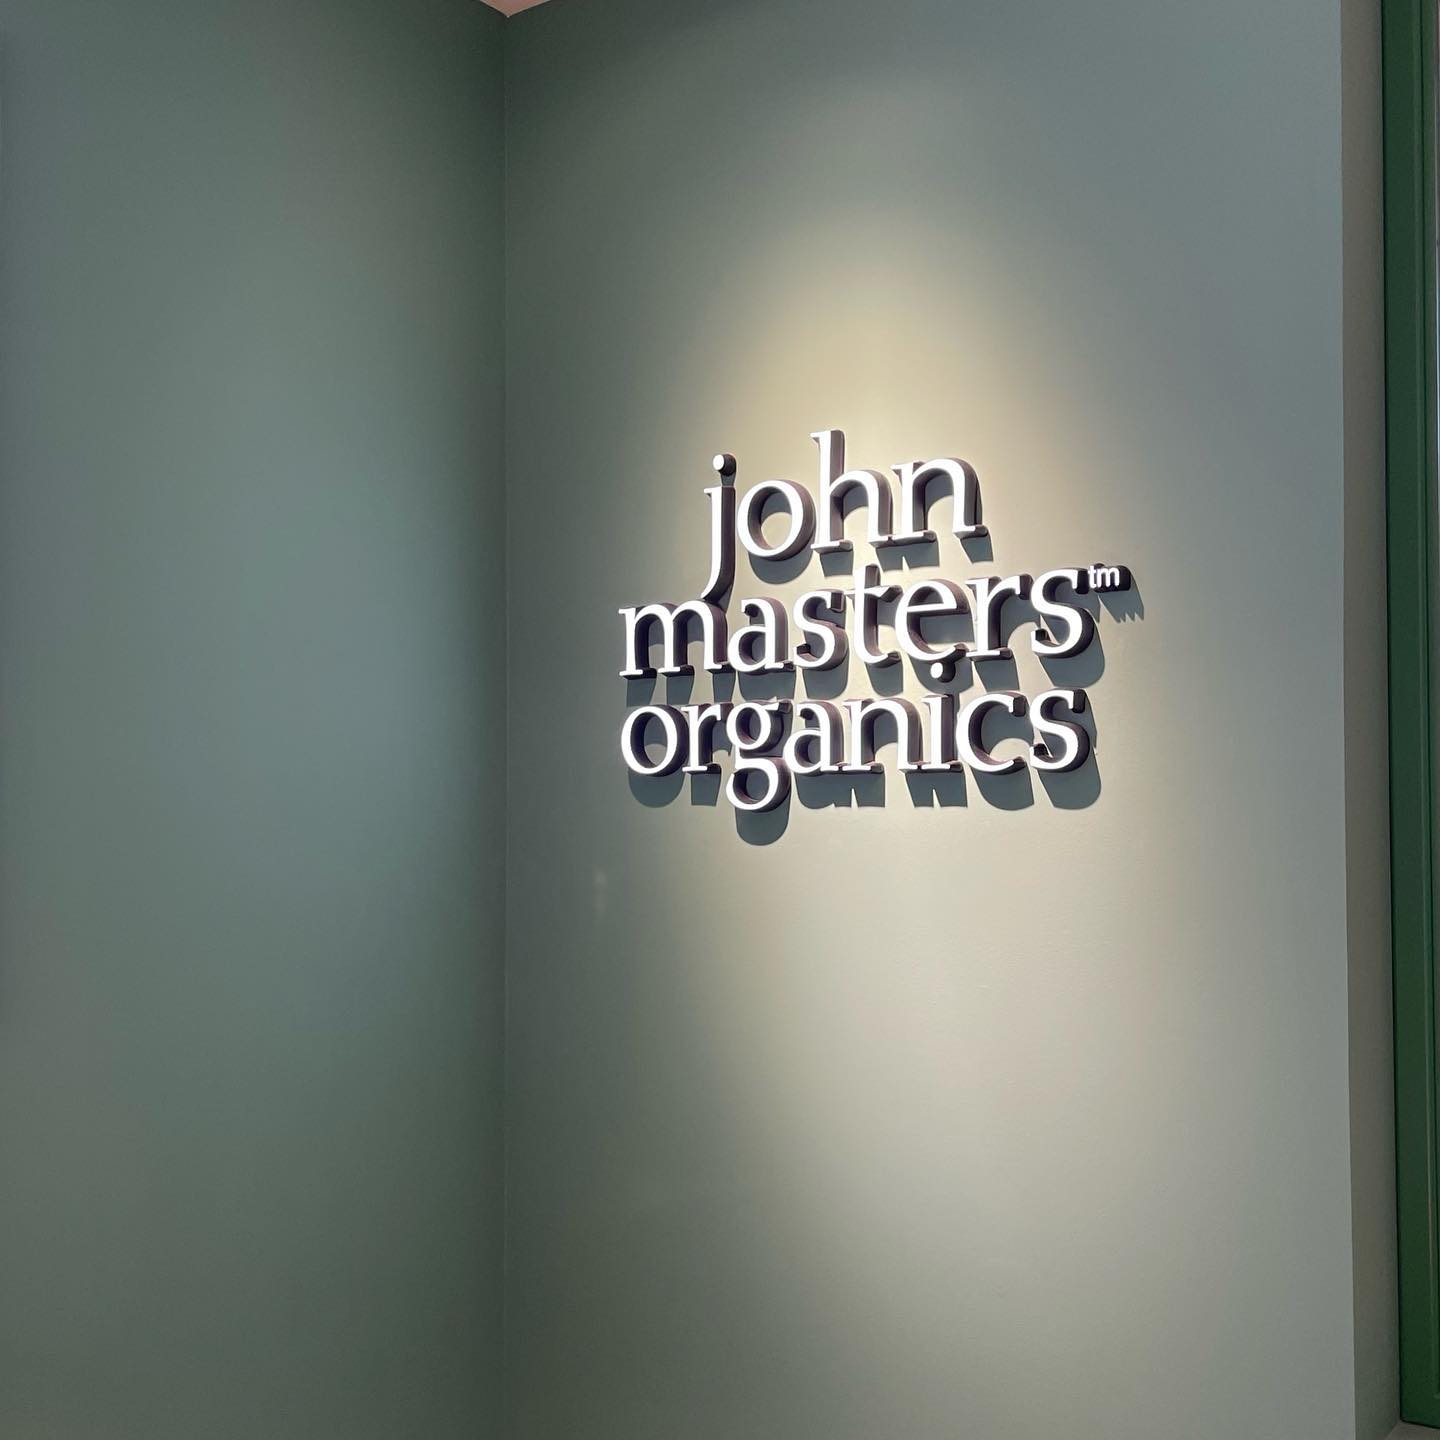 john
masters™
organics